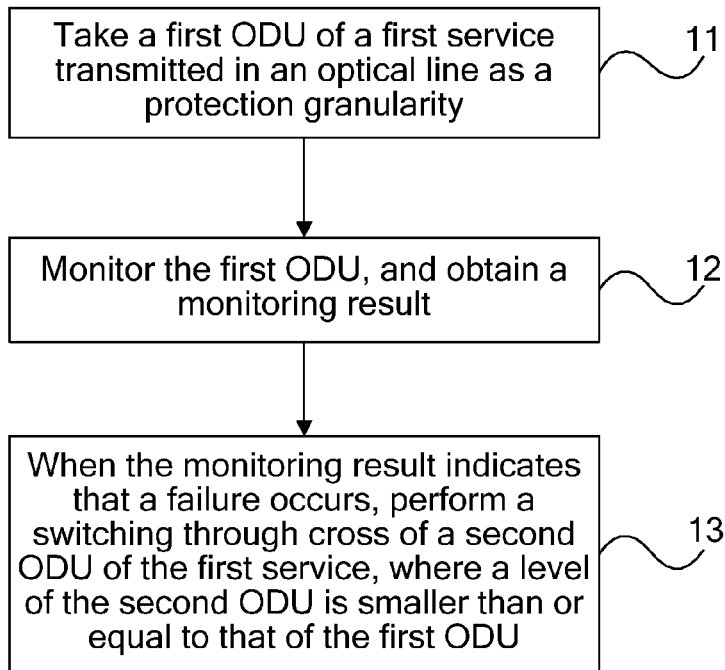 Take a first ODU of a first service
transmitted in an optical line as a
protection granularity
11
Monitor the first ODU, and obtain a
monitoring result
12
When the monitoring result indicates
that a failure occurs, perform a
switching through cross of a second
ODU of the first service, where a level
of the second ODU is smaller than or
equal to that of the first ODU
13